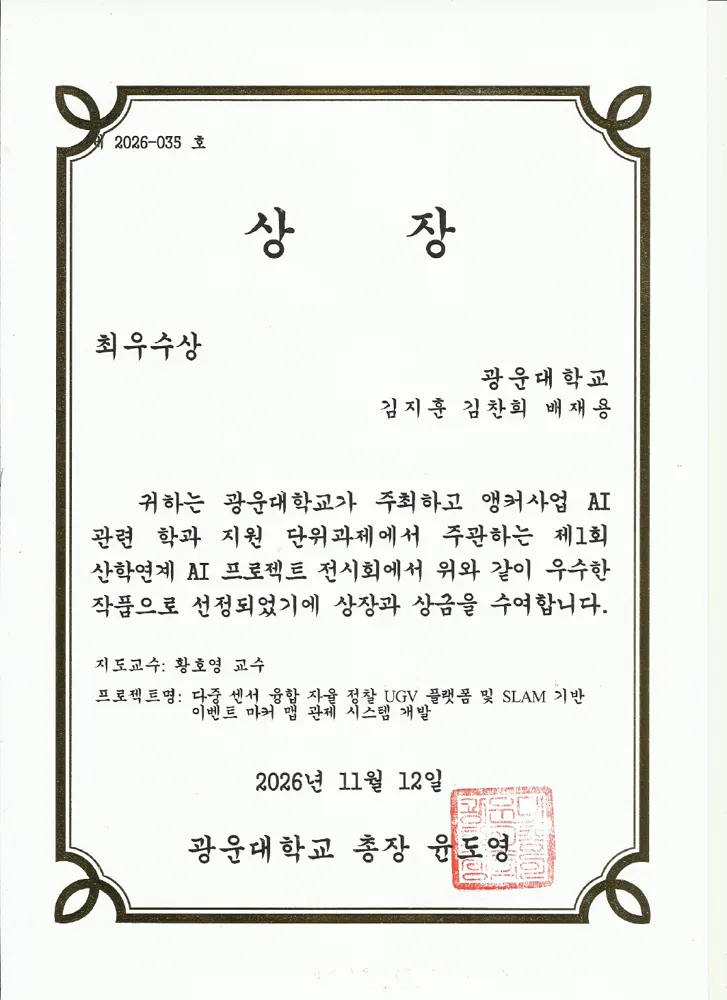 제 2026-035 호
상 장
최우수상
광운대학교
김지훈 김찬희 배재용
귀하는 광운대학교가 주최하고 앵커사업 AI
관련 학과 지원 단위과제에서 주관하는 제1회
산학연계 AI 프로젝트 전시회에서 위와 같이 우수한
작품으로 선정되었기에 상장과 상금을 수여합니다.
지도교수: 황호영 교수
프로젝트명: 다중 센서 융합 자율 정찰 UGV 플랫폼 및 SLAM 기반
이벤트 마커 맵 관제 시스템 개발
2026년 11월 12일
광운대학교 총장 윤도영